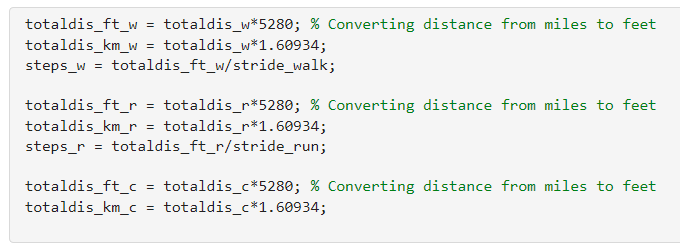 totaldis_ft_w = totaldis_w*5280; % Converting distance from miles to feet
totaldis_km_w = totaldis_w*1.60934;
steps_w = totaldis_ft_w/stride_walk;
totaldis_ft_r = totaldis_r*5280; % Converting distance from miles to feet
totaldis_km_r = totaldis_r*1.60934;
steps_r = totaldis_ft_r/stride_run;
totaldis_ft_c = totaldis_c*5280; % Converting distance from miles to feet
totaldis_km_c = totaldis_c*1.60934;